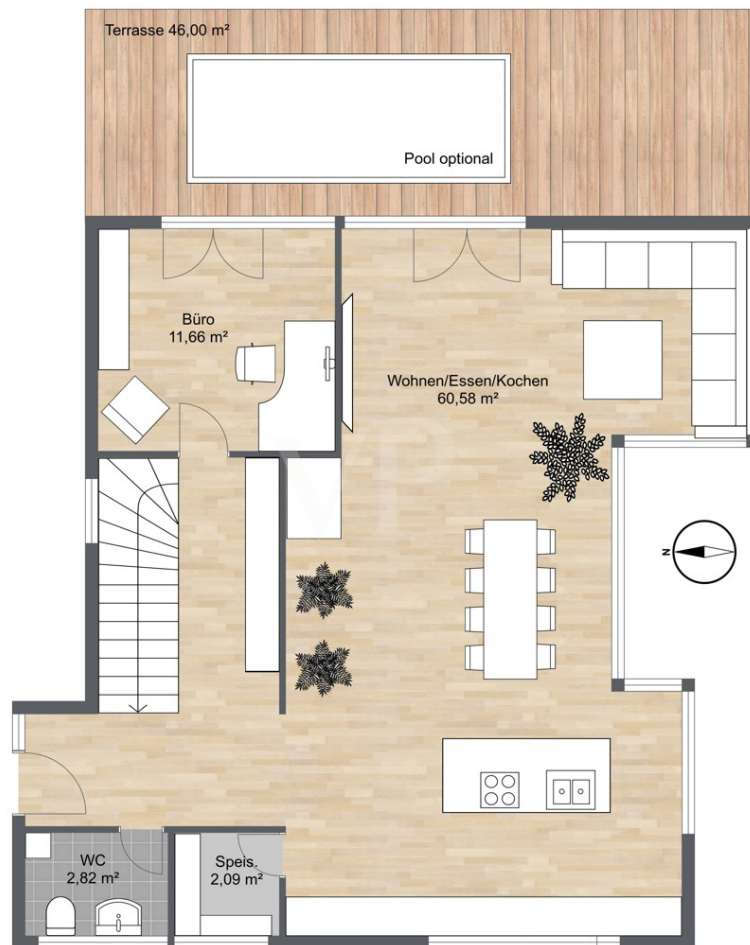 Terrasse 46,00 m²
Pool optional
Büro
11,66 m²
Wohnen/Essen/Kochen
60,58 m²
VP
N
WC
2,82 m²
Speis.
2,09 m²